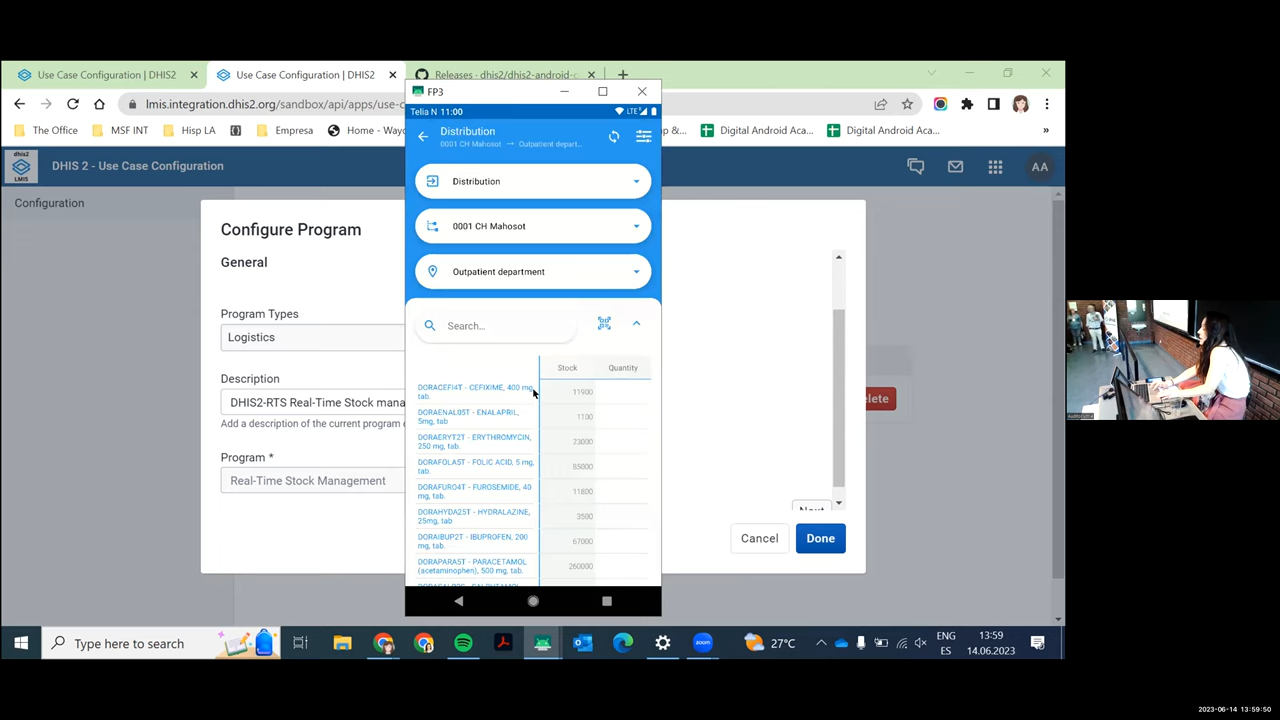 Use Case Configuration | DHIS2
Use Case Configuration | DHIS2
Releases · dhis2/dhis2-android-c
FP3
lmis.integration.dhis2.org/sandbox/api/apps/use-c
The Office
MSF INT
Hisp LA
Empresa
Home - Wayc
p &...
Digital Android Aca...
Digital Android Aca...
»
dhis2
LMIS
DHIS 2 - Use Case Configuration
AA
Configuration
Configure Program
General
Program Types
Logistics
Description
DHIS2-RTS Real-Time Stock mana
Add a description of the current program
Program *
Real-Time Stock Management
Next
Cancel
Done
elete
Telia N 11:00
LTE
Distribution
0001 CH Mahosot → Outpatient depart...
Distribution
0001 CH Mahosot
Outpatient department
Search...
Stock Quantity
DORACEFI4T - CEFIXIME, 400 mg,
tab.
11900
DORAENAL05T - ENALAPRIL,
5mg, tab
1100
DORAERYT2T - ERYTHROMYCIN,
250 mg, tab.
23000
DORAFOLA5T - FOLIC ACID, 5 mg,
tab.
85000
DORAFURO4T - FUROSEMIDE, 40
mg, tab.
11800
DORAHYDA25T - HYDRALAZINE,
25mg, tab
3500
DORAIBUP2T - IBUPROFEN, 200
mg, tab.
67000
DORAPARA5T - PARACETAMOL
(acetaminophen), 500 mg, tab.
260000
Type here to search
zoom
27°C
ENG
ES
13:59
14.06.2023
2023-06-14 13:59:50